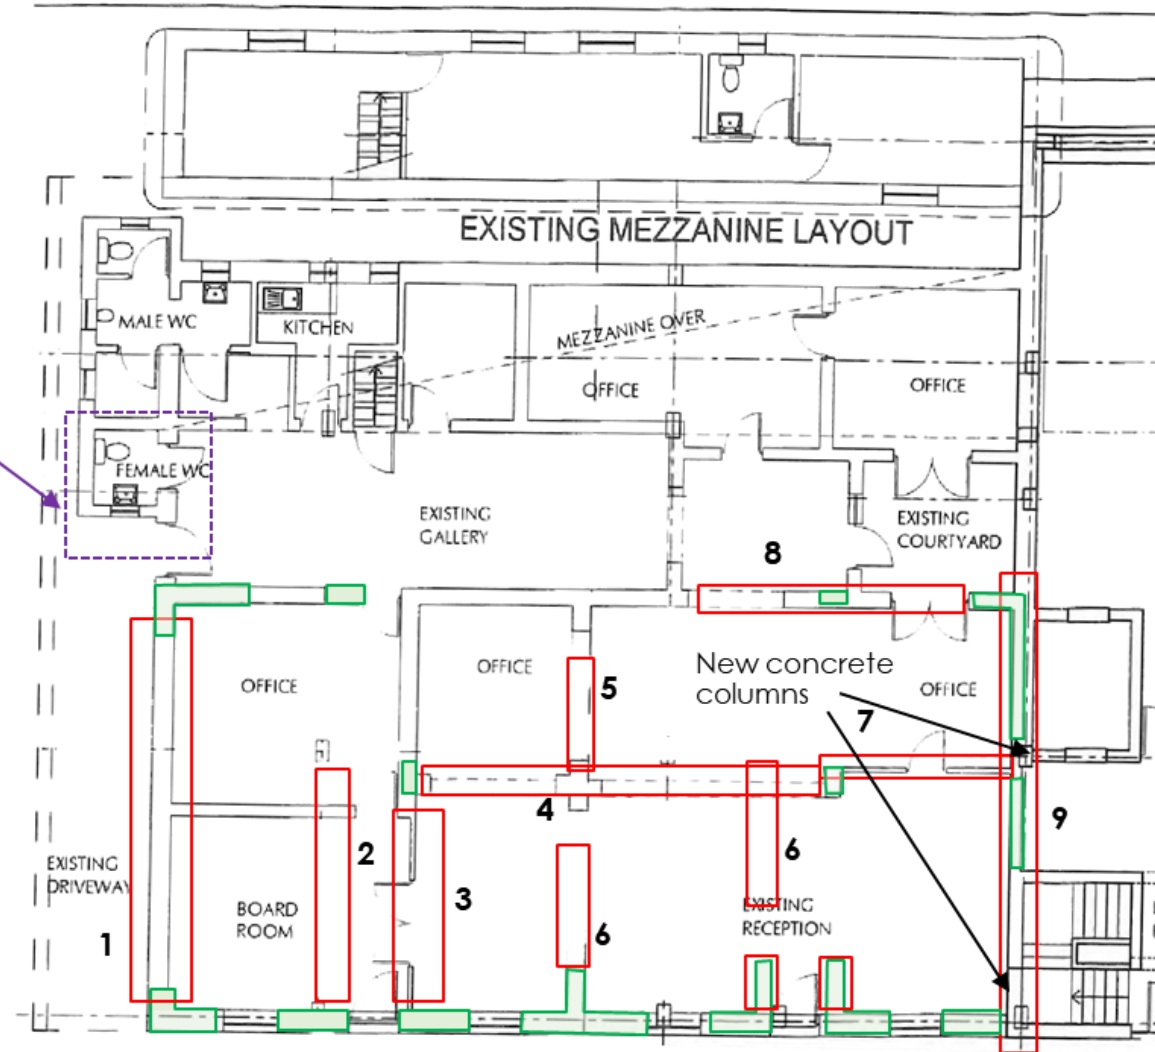 EXISTING MEZZANINE LAYOUT
MALE WC
KITCHEN
MEZZANINE OVER
OFFICE
OFFICE
FEMALE WC
EXISTING
GALLERY
EXISTING
COURTYARD
8
OFFICE
OFFICE
5
New concrete
columns
OFFICE
7
4
9
EXISTING
DRIVEWAY
2
6
3
BOARD
ROOM
EXISTING
RECEPTION
1
6